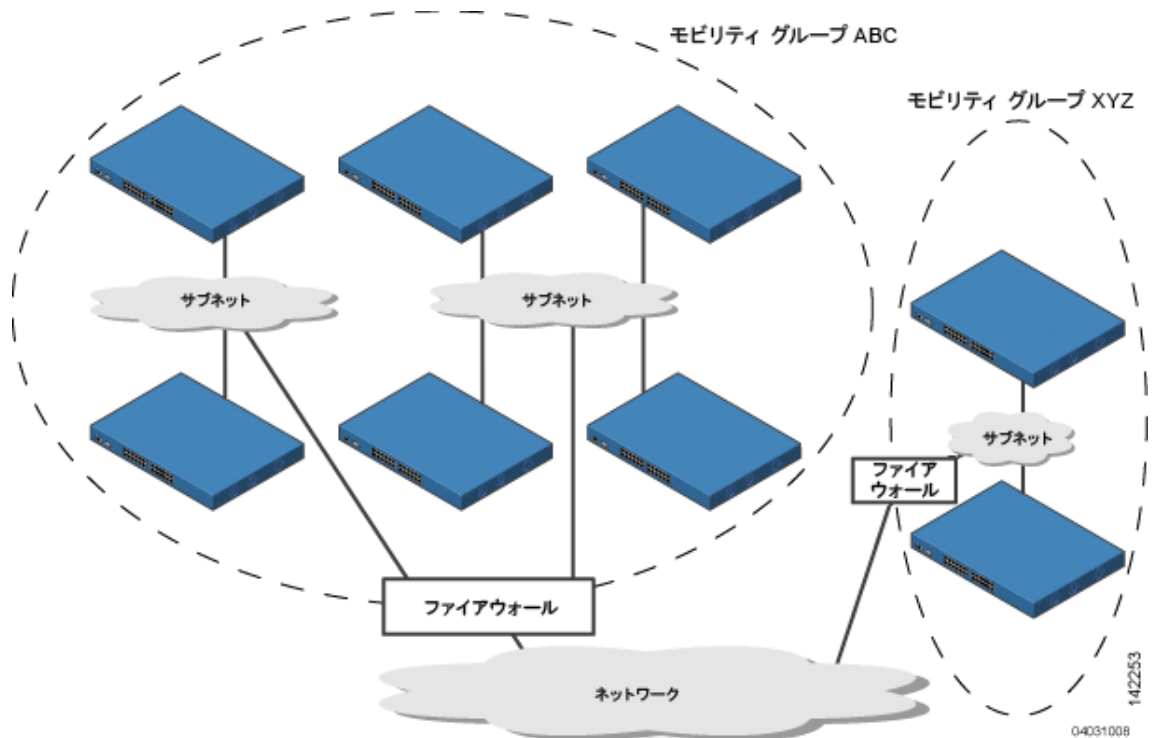 モビリティ グループ ABC
モビリティ グループ XYZ
サブネット
サブネット
サブネット
ファイア
ウォール
ファイアウォール
ネットワーク
142253
04031008